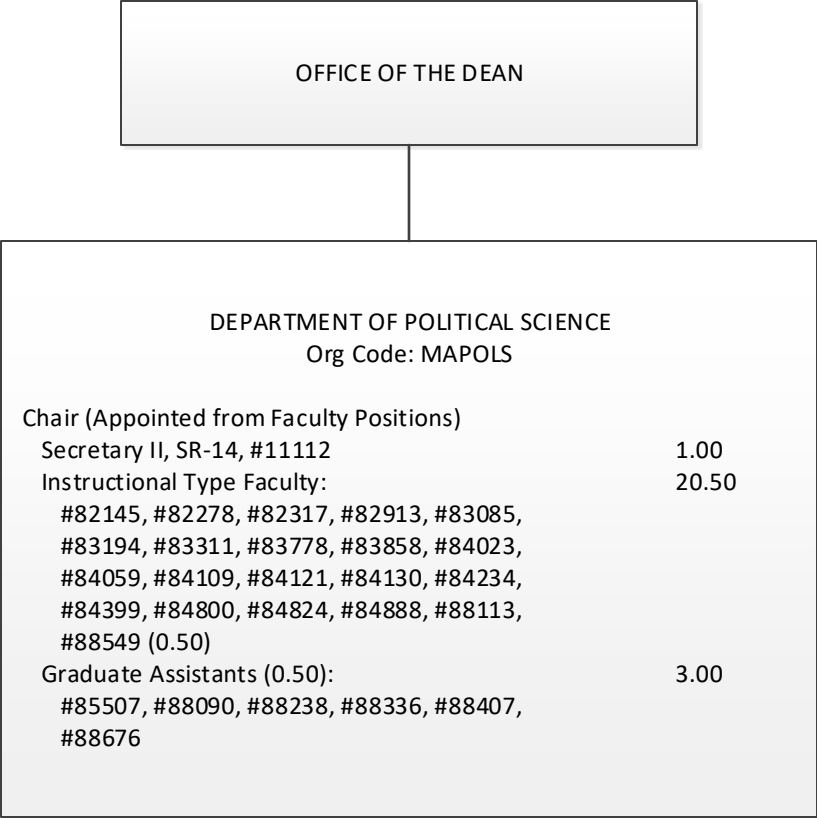 OFFICE OF THE DEAN
DEPARTMENT OF POLITICAL SCIENCE
Org Code: MAPOLS
Chair (Appointed from Faculty Positions)
Secretary II, SR-14, #11112 1.00
Instructional Type Faculty: 20.50
#82145, #82278, #82317, #82913, #83085,
#83194, #83311, #83778, #83858, #84023,
#84059, #84109, #84121, #84130, #84234,
#84399, #84800, #84824, #84888, #88113,
#88549 (0.50)
Graduate Assistants (0.50): 3.00
#85507, #88090, #88238, #88336, #88407,
#88676